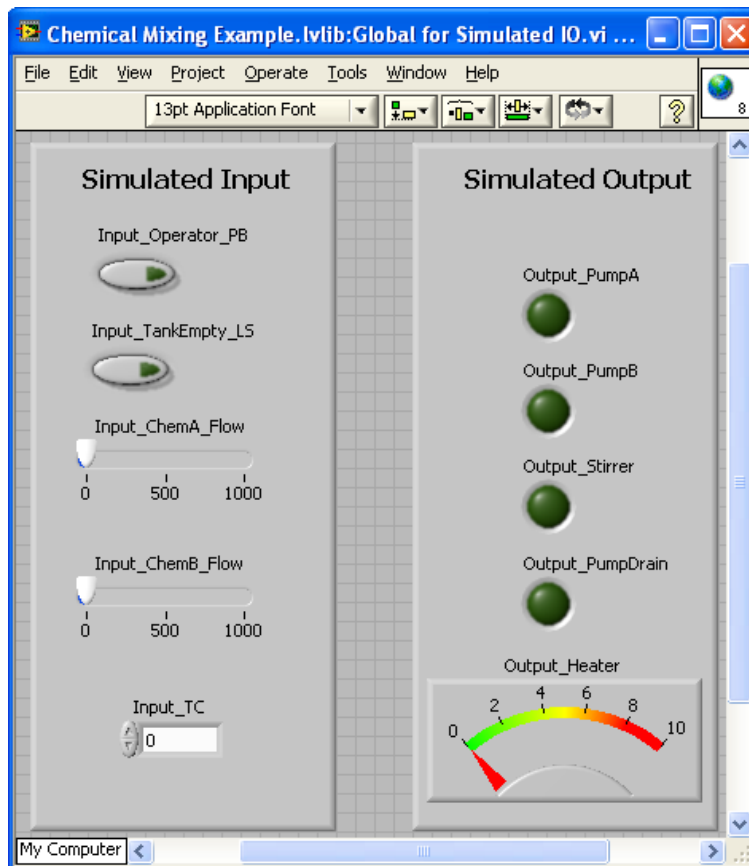 Chemical Mixing Example.lvlib:Global for Simulated IO.vi ...
File Edit View Project Operate Tools Window Help
13pt Application Font
8
Simulated Input
Input_Operator_PB
Input_TankEmpty_LS
Input_ChemA_Flow
0 500 1000
Input_ChemB_Flow
0 500 1000
Input_TC
0
Simulated Output
Output_PumpA
Output_PumpB
Output_Stirrer
Output_PumpDrain
Output_Heater
0 2 4 6 8 10
My Computer